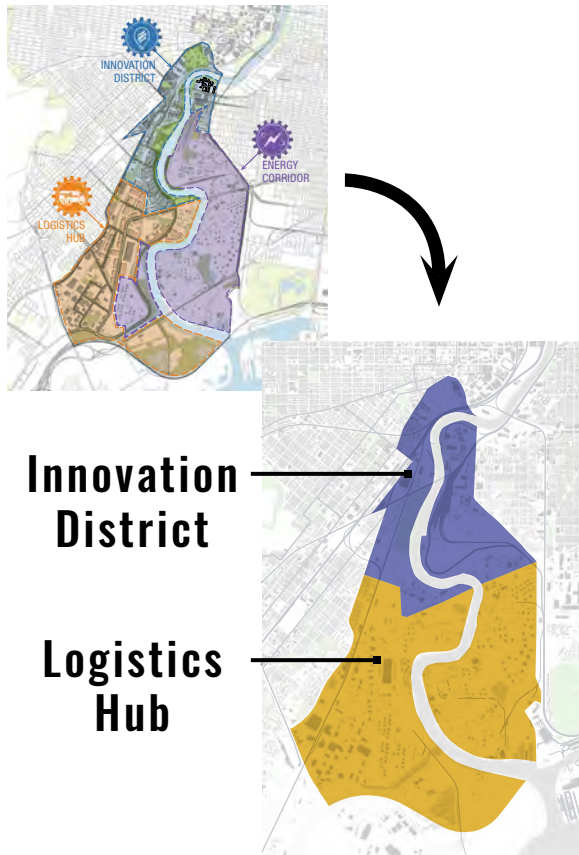 INNOVATION
DISTRICT
ENERGY
CORRIDOR
LOGISTICS
HUB
Innovation
District
Logistics
Hub